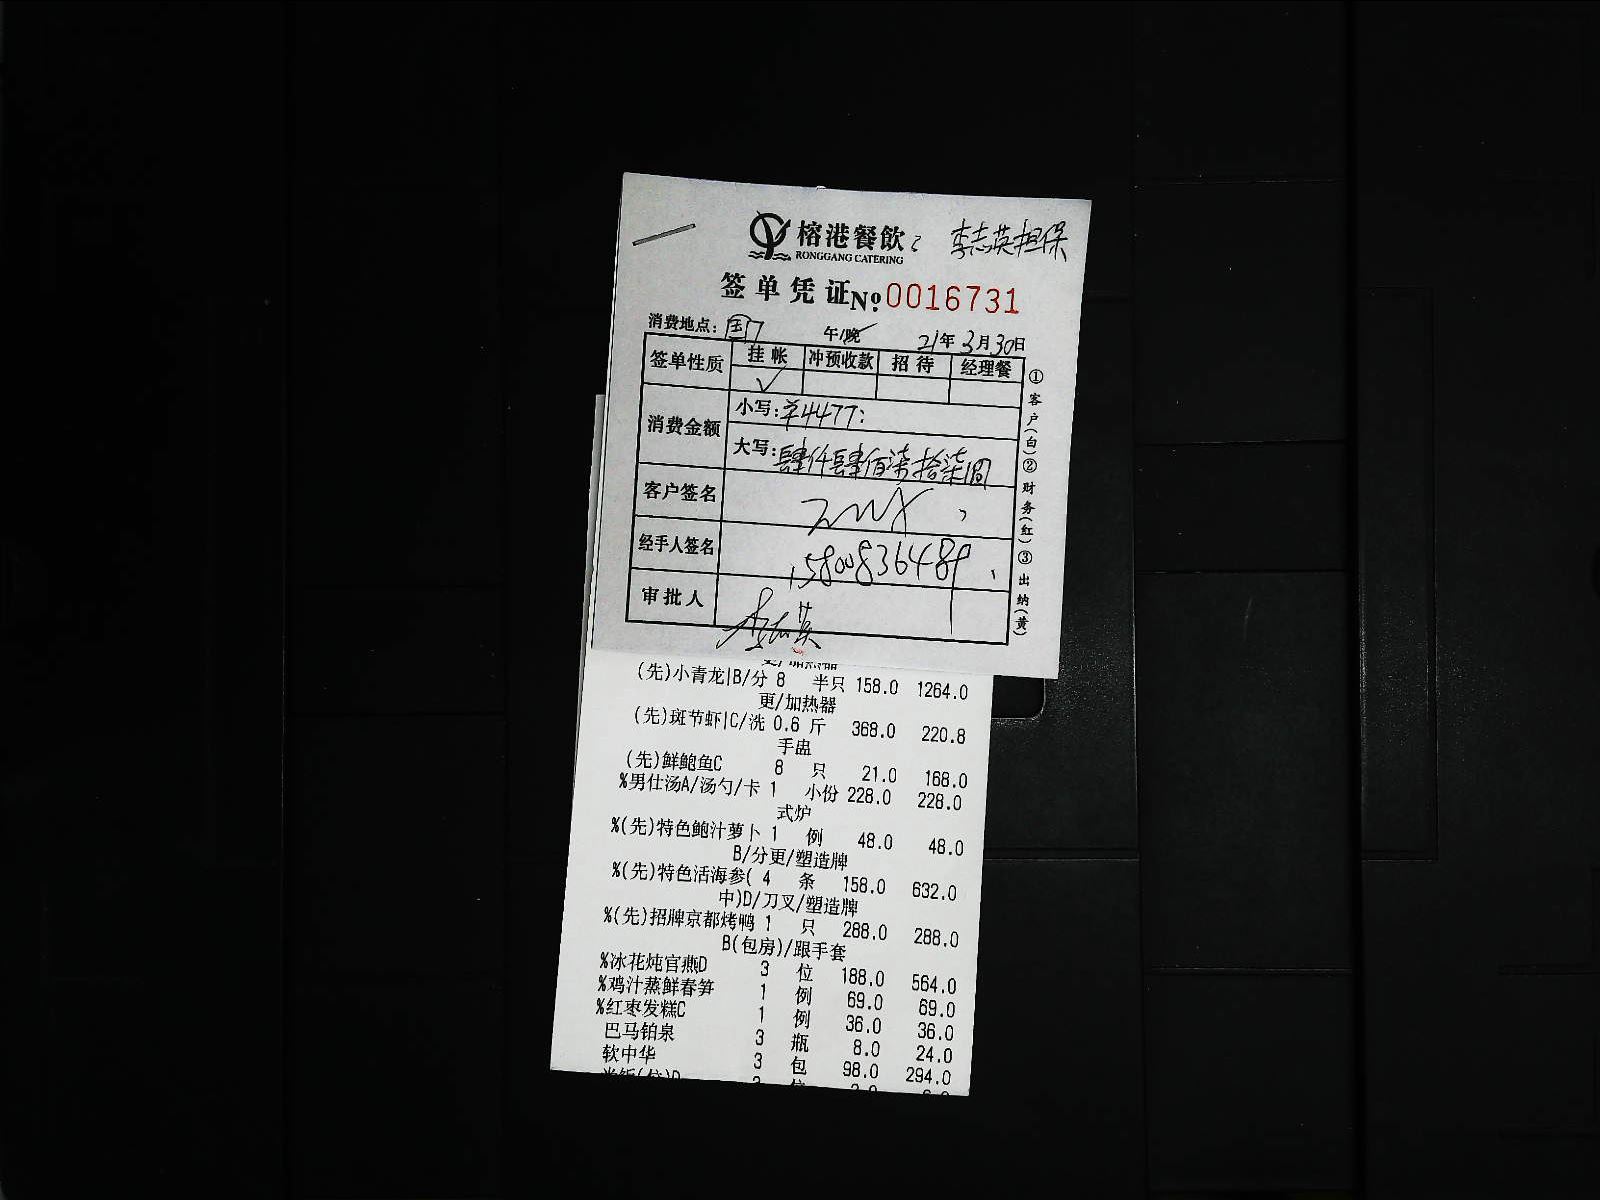 榕港餐飲 李志英担保
RONGGANG CATERING
签单凭证 No. 0016731
消费地点: 国门 午/晚 21年3月30日
签单性质 挂帐 冲预收款 招待 经理餐
✓
消费金额 小写: ¥4477:
大写: 肆仟肆佰柒拾柒圆
客户签名
经手人签名 15800836489
审批人 李志英
①客户(白)②财务(红)③出纳(黄)
更/加热器
(先)小青龙|B/分 8 半只 158.0 1264.0
更/加热器
(先)斑节虾|C/洗 0.6 斤 368.0 220.8
手盅
(先)鲜鲍鱼C 8 只 21.0 168.0
%男仕汤A/汤勺/卡 1 小份 228.0 228.0
式炉
%(先)特色鲍汁萝卜 1 例 48.0 48.0
B/分更/塑造牌
%(先)特色活海参( 4 条 158.0 632.0
中)D/刀叉/塑造牌
%(先)招牌京都烤鸭 1 只 288.0 288.0
B(包房)/跟手套
%冰花炖官燕D 3 位 188.0 564.0
%鸡汁蒸鲜春笋 1 例 69.0 69.0
%红枣发糕C 1 例 36.0 36.0
巴马铂泉 3 瓶 8.0 24.0
软中华 3 包 98.0 294.0